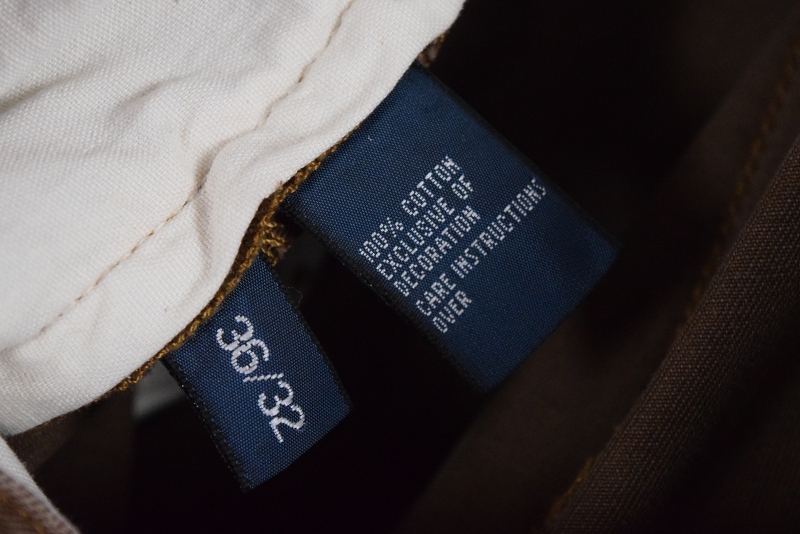 100% COTTON
EXCLUSIVE OF
DECORATION
CARE INSTRUCTIONS
OVER
36/32